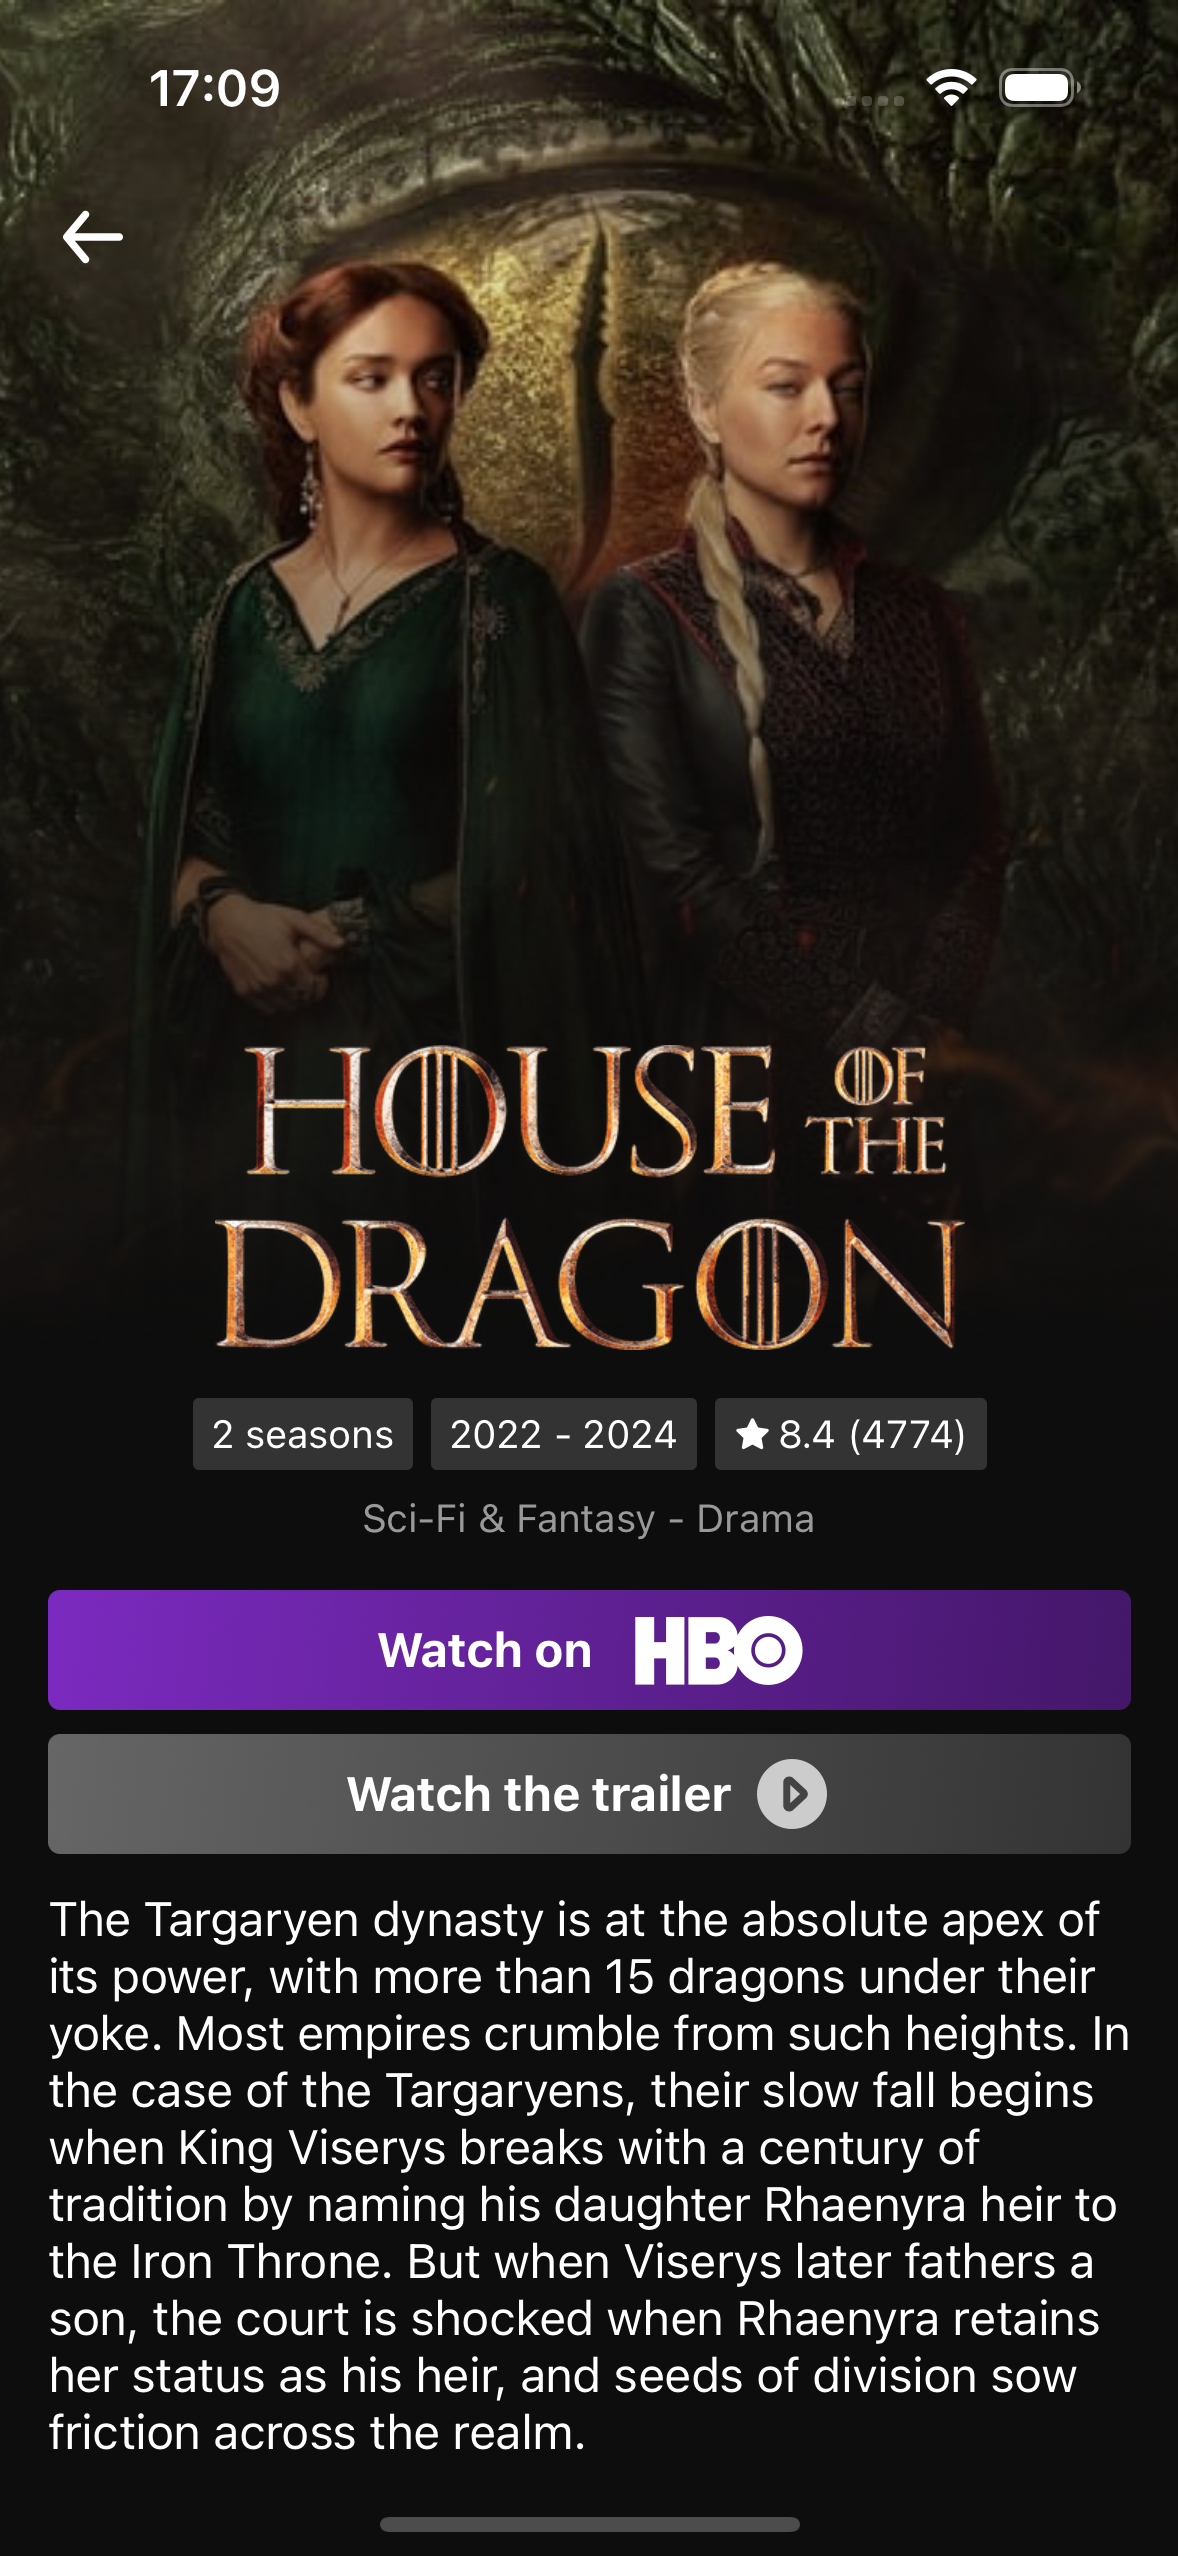 17:09
HOUSE OF THE
DRAGON
2 seasons
2022 - 2024
8.4 (4774)
Sci-Fi & Fantasy - Drama
Watch on HBO
Watch the trailer
The Targaryen dynasty is at the absolute apex of
its power, with more than 15 dragons under their
yoke. Most empires crumble from such heights. In
the case of the Targaryens, their slow fall begins
when King Viserys breaks with a century of
tradition by naming his daughter Rhaenyra heir to
the Iron Throne. But when Viserys later fathers a
son, the court is shocked when Rhaenyra retains
her status as his heir, and seeds of division sow
friction across the realm.